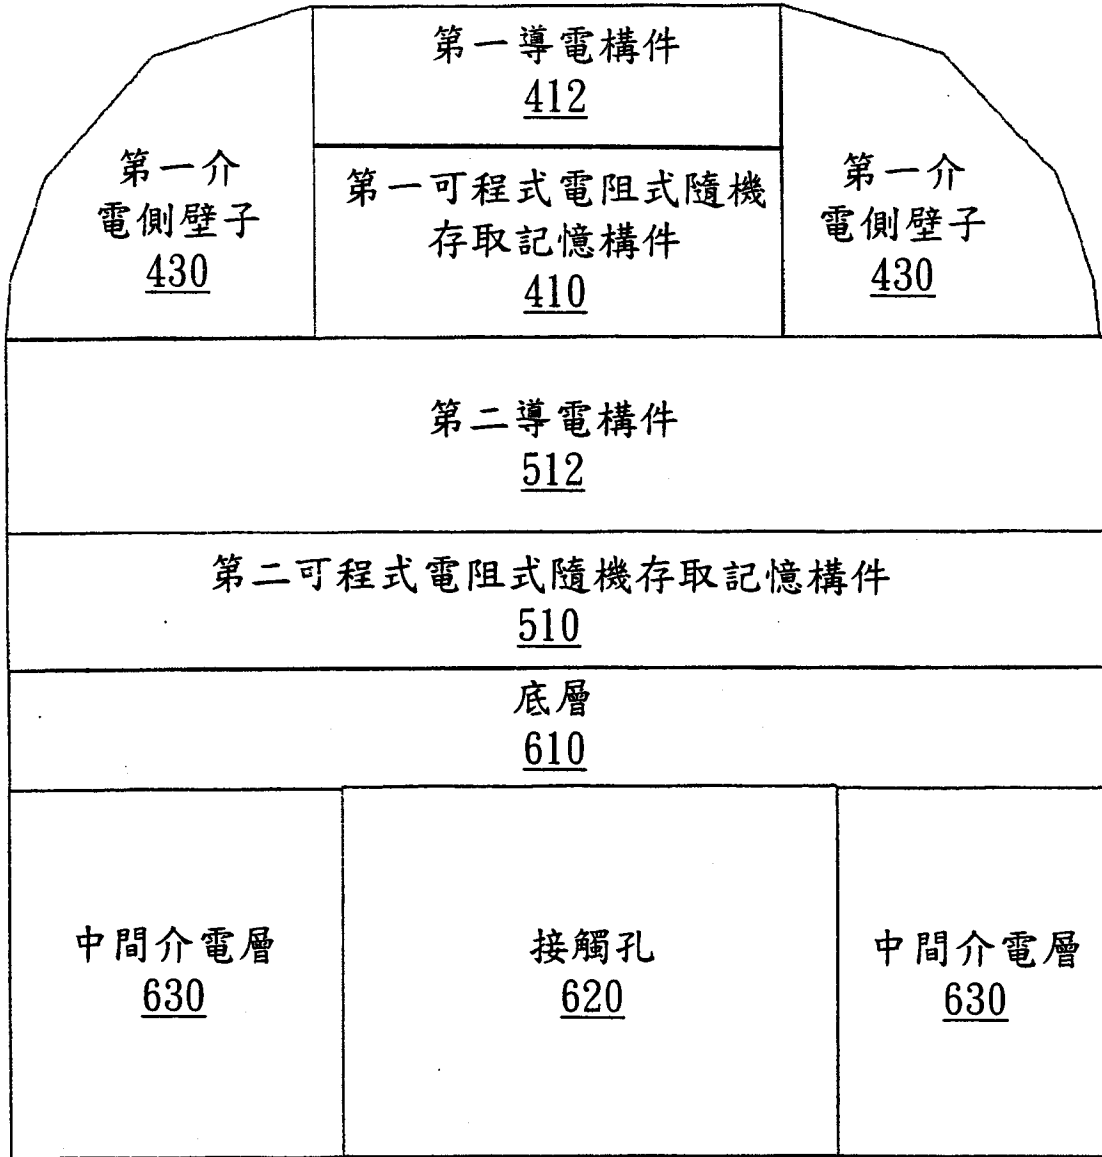 第一導電構件
412
第一介
電側壁子
430
第一可程式電阻式隨機
存取記憶構件
410
第一介
電側壁子
430
第二導電構件
512
第二可程式電阻式隨機存取記憶構件
510
底層
610
中間介電層
630
接觸孔
620
中間介電層
630